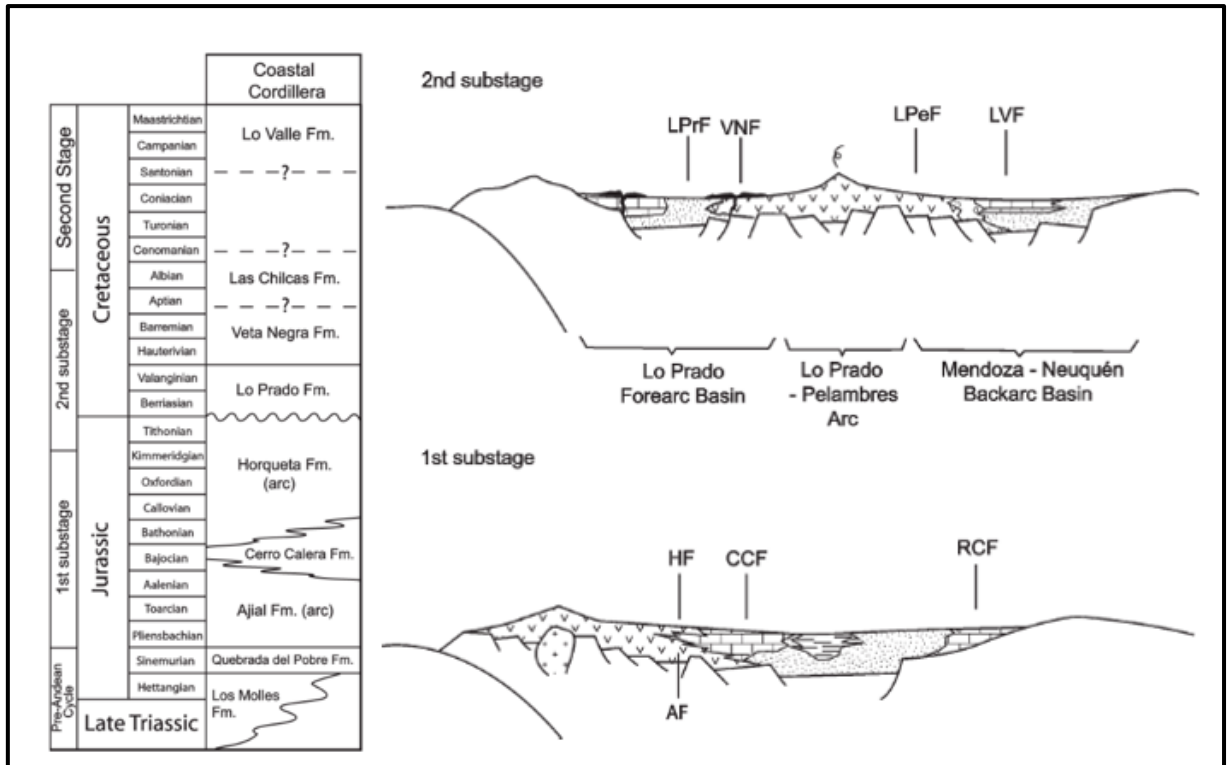 Coastal
Cordillera
Second Stage
2nd substage
1st substage
Pre-Andean
Cycle
Cretaceous
Jurassic
Late Triassic
Maastrichtian
Campanian
Santonian
Coniacian
Turonian
Cenomanian
Albian
Aptian
Barremian
Hauterivian
Valanginian
Berriasian
Tithonian
Kimmeridgian
Oxfordian
Callovian
Bathonian
Bajocian
Aalenian
Toarcian
Pliensbachian
Sinemurian
Hettangian
Lo Valle Fm.
?
?
Las Chilcas Fm.
?
Veta Negra Fm.
Lo Prado Fm.
Horqueta Fm.
(arc)
Cerro Calera Fm.
Ajial Fm. (arc)
Quebrada del Pobre Fm.
Los Molles
Fm.
2nd substage
LPrF VNF LPeF LVF
Lo Prado
Forearc Basin
Lo Prado
- Pelambres
Arc
Mendoza - Neuquén
Backarc Basin
1st substage
HF CCF RCF
AF